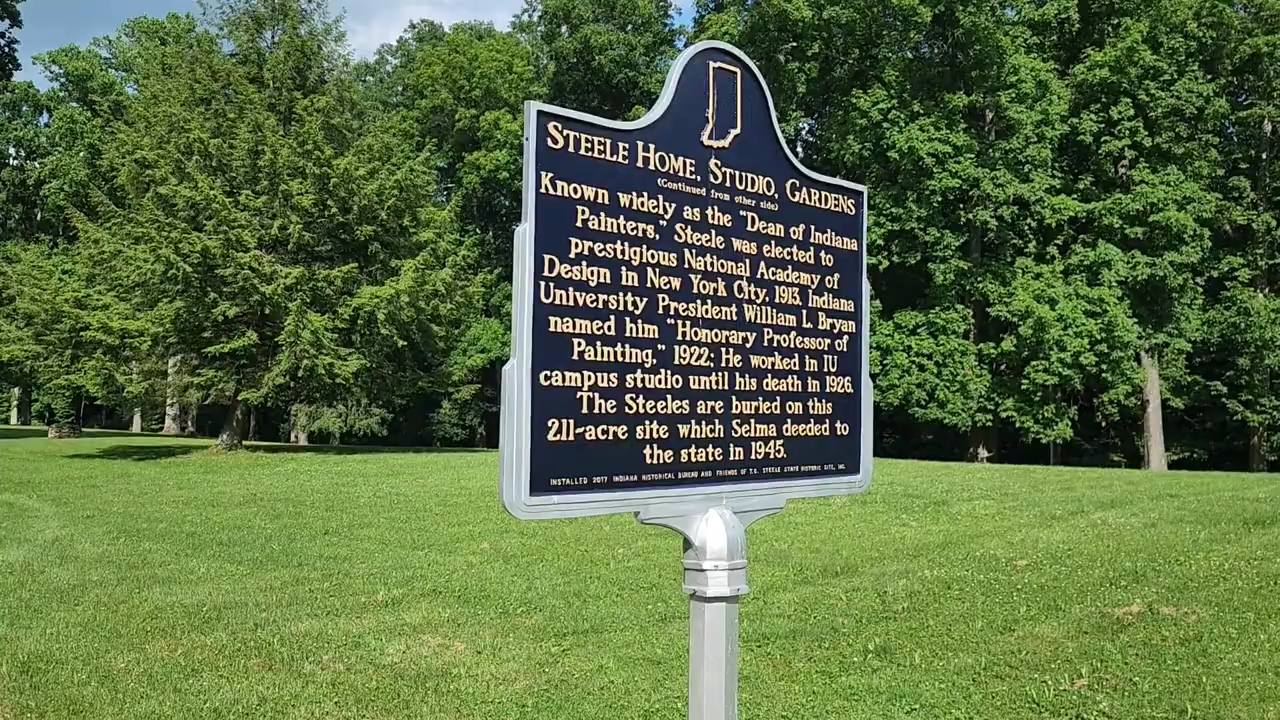 STEELE HOME, STUDIO, GARDENS
(Continued from other side)
Known widely as the "Dean of Indiana
Painters," Steele was elected to
prestigious National Academy of
Design in New York City, 1913. Indiana
University President William L. Bryan
named him "Honorary Professor of
Painting," 1922; He worked in IU
campus studio until his death in 1926.
The Steeles are buried on this
211-acre site which Selma deeded to
the state in 1945.
INSTALLED 2017 INDIANA HISTORICAL BUREAU AND FRIENDS OF T.C. STEELE STATE HISTORIC SITE, INC.